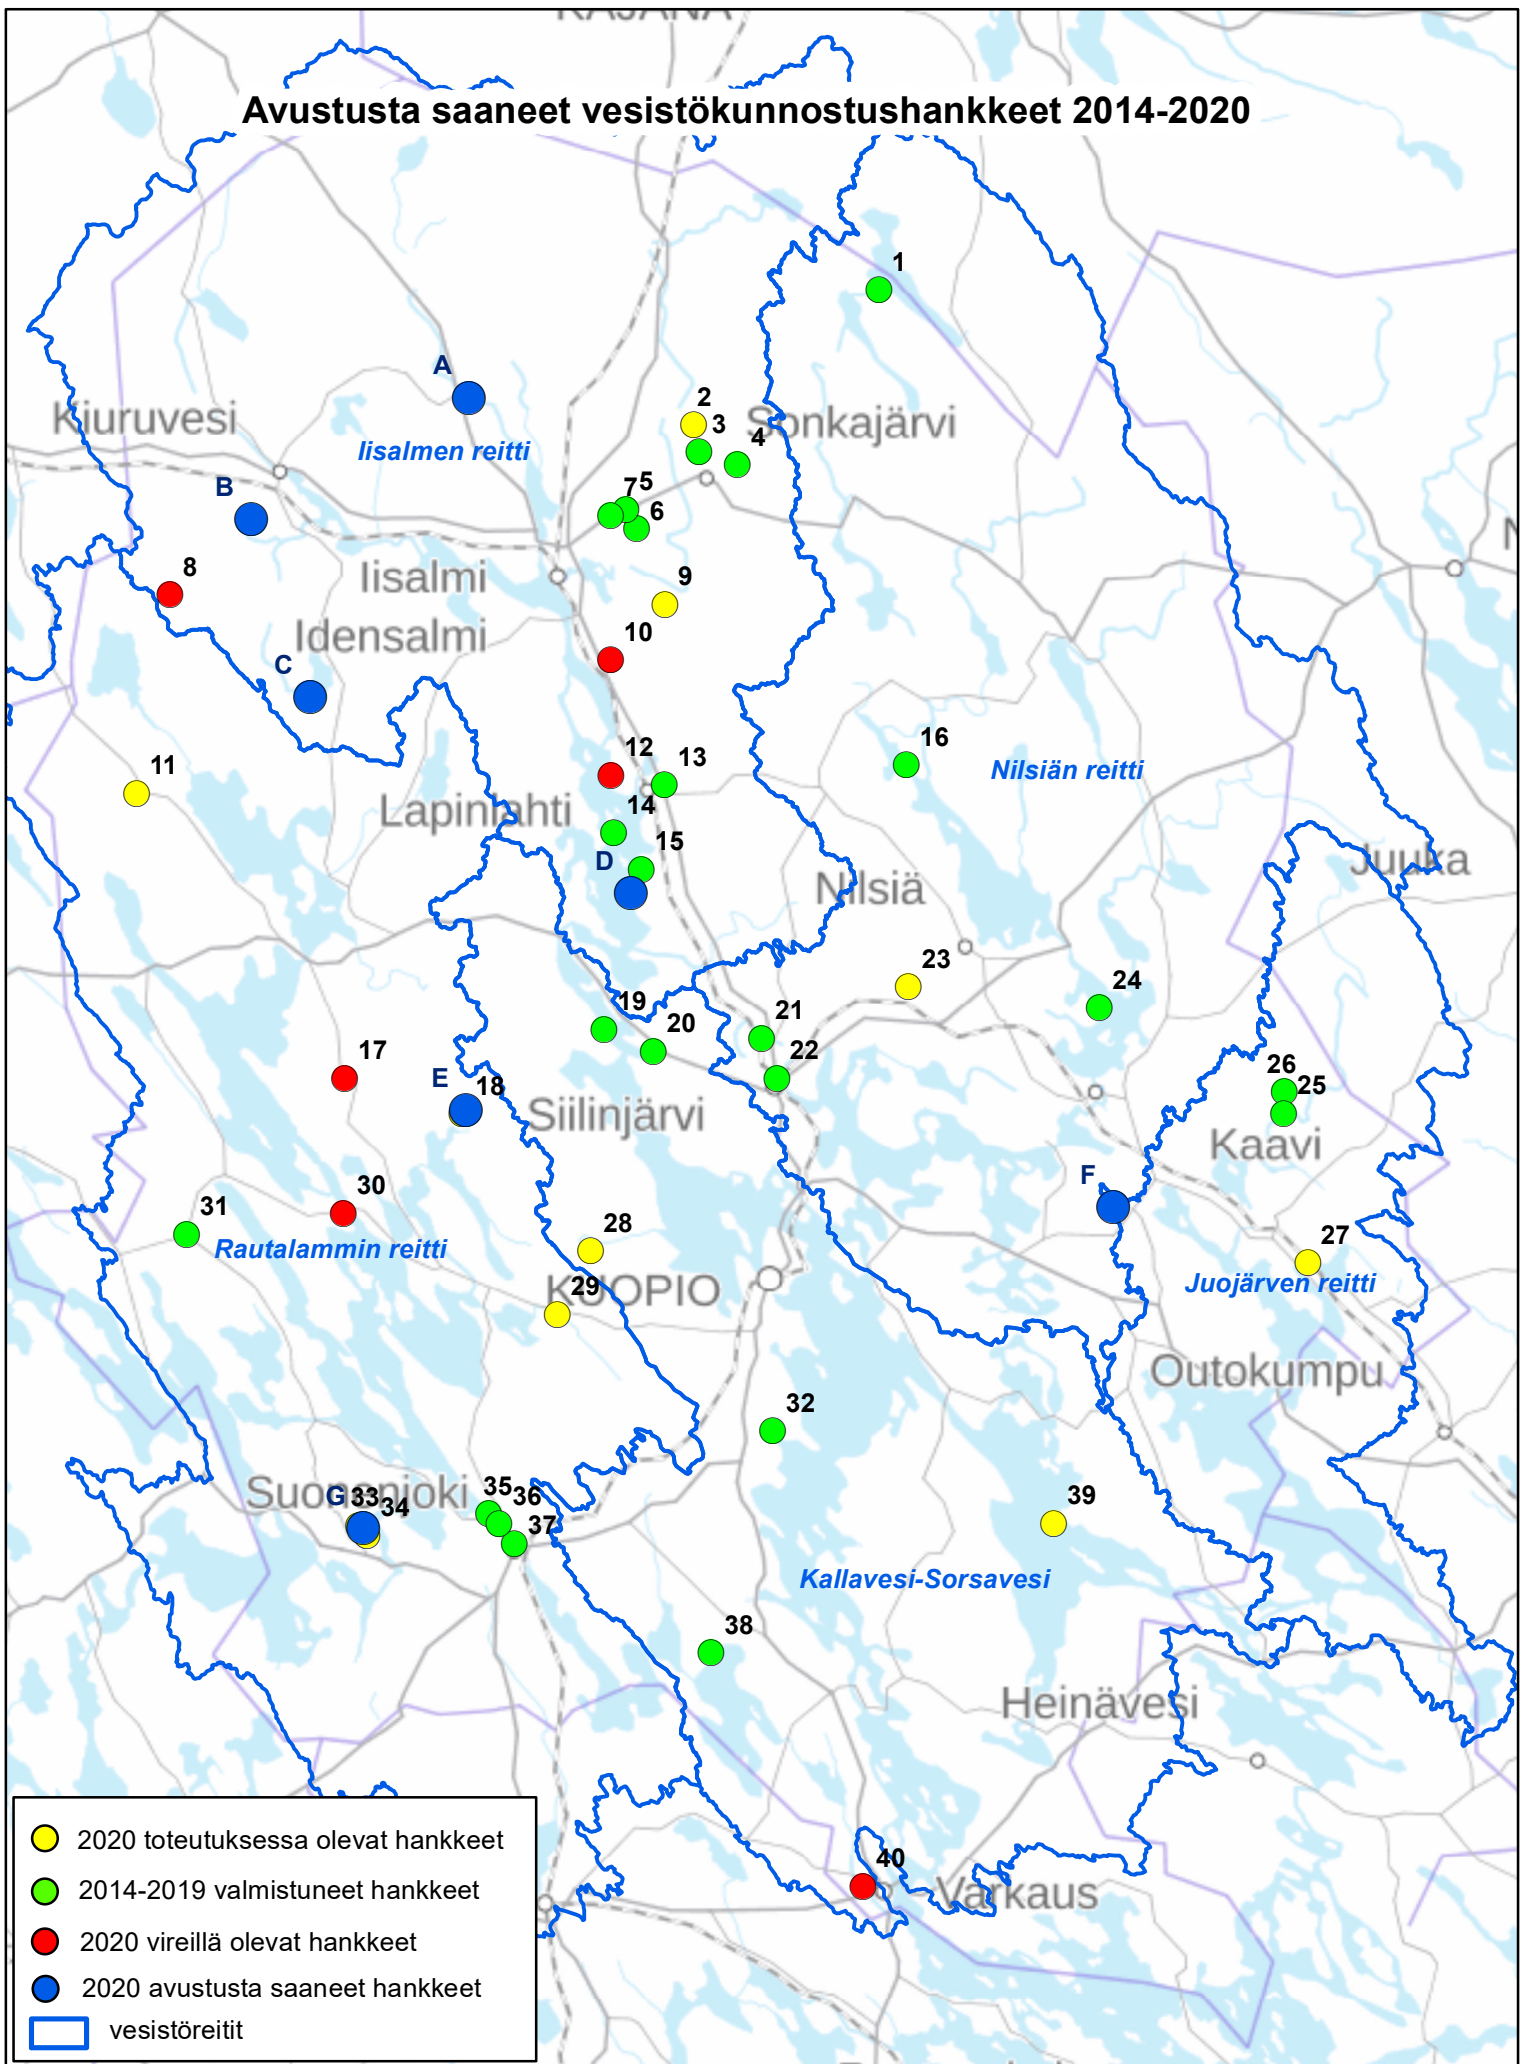 Avustusta saaneet vesistökunnostushankkeet 2014-2020
1
A
2
Kiuruvesi
3
Sonkajärvi
Iisalmen reitti
4
B
7
5
6
8
Iisalmi
9
Idensalmi
10
C
16
11
12
13
Nilsiän reitti
Lapinlahti
14
15
D
Juuka
Nilsiä
23
24
19
20
21
17
22
E
18
26
25
Siilinjärvi
Kaavi
F
30
31
28
27
Rautalammin reitti
KUOPIO
29
Juojärven reitti
Outokumpu
32
Suonenjoki
G
33
34
35
36
37
39
Kallavesi-Sorsavesi
38
Heinävesi
40
Varkaus
2020 toteutuksessa olevat hankkeet
2014-2019 valmistuneet hankkeet
2020 vireillä olevat hankkeet
2020 avustusta saaneet hankkeet
vesistöreitit